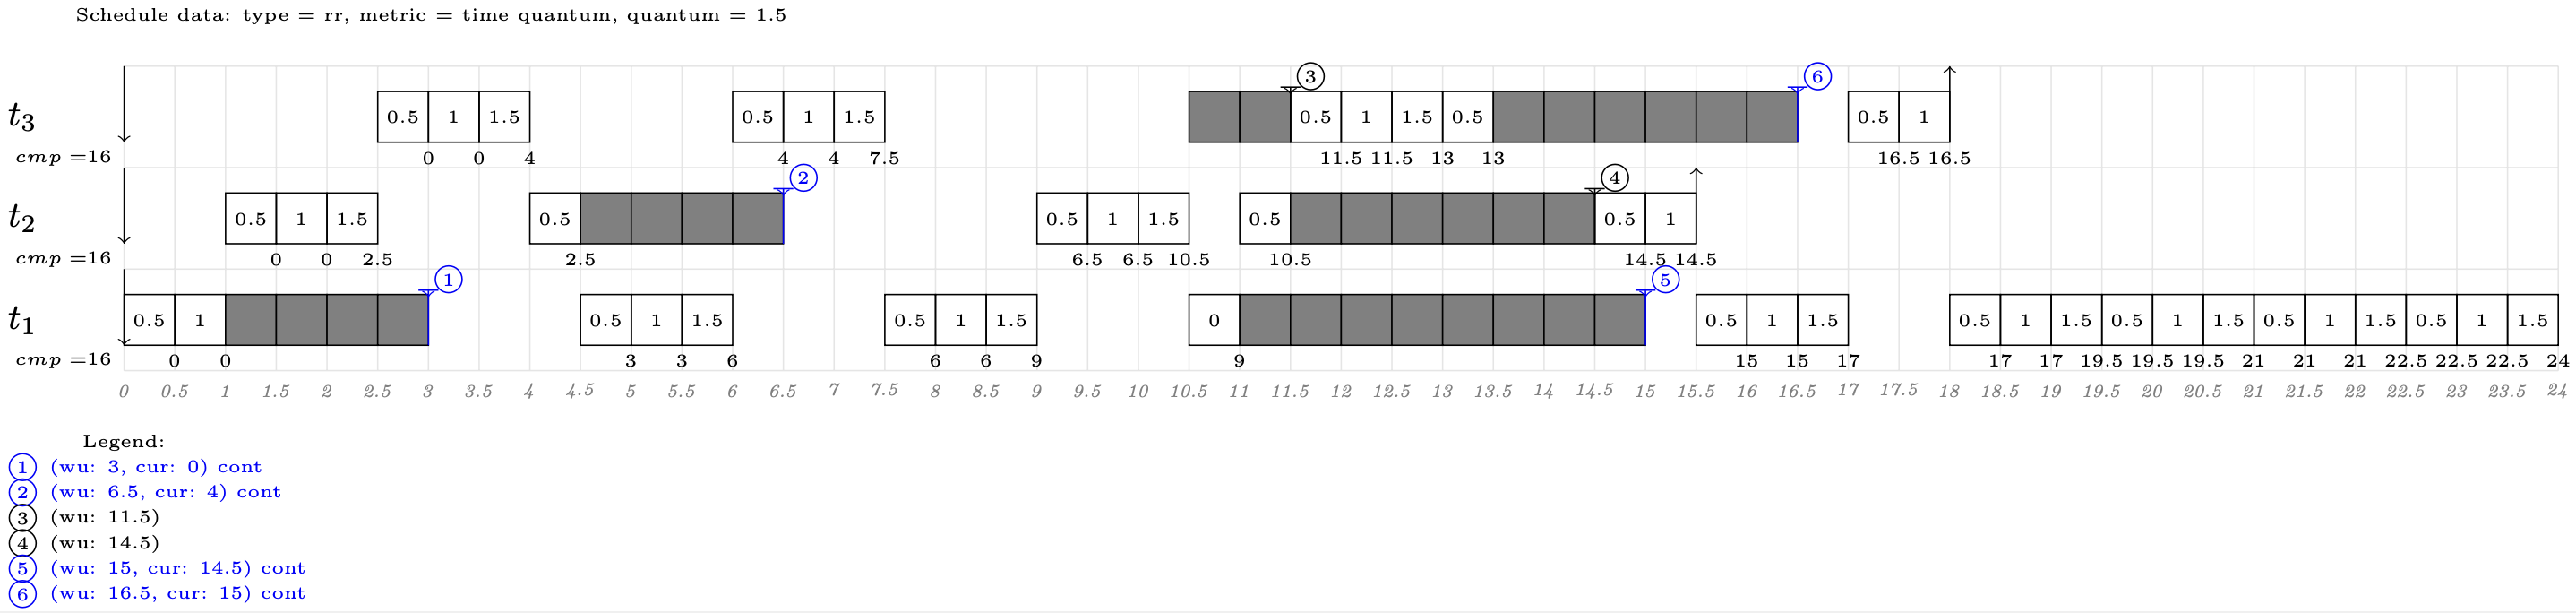 Schedule data: type = rr, metric = time quantum, quantum = 1.5
3 6
t3 0.5 1 1.5 0.5 1 1.5 0.5 1 1.5 0.5 0.5 1
cmp =16 0 0 4 4 4 7.5 11.5 11.5 13 13 16.5 16.5
2 4
t2 0.5 1 1.5 0.5 0.5 1 1.5 0.5 0.5 1
cmp =16 0 0 2.5 2.5 6.5 6.5 10.5 10.5 14.5 14.5
1 5
t1 0.5 1 0.5 1 1.5 0.5 1 1.5 0 0.5 1 1.5 0.5 1 1.5 0.5 1 1.5 0.5 1 1.5 0.5 1 1.5
cmp =16 0 0 3 3 6 6 6 9 9 15 15 17 17 17 19.5 19.5 19.5 21 21 21 22.5 22.5 22.5 24
0 0.5 1 1.5 2 2.5 3 3.5 4 4.5 5 5.5 6 6.5 7 7.5 8 8.5 9 9.5 10 10.5 11 11.5 12 12.5 13 13.5 14 14.5 15 15.5 16 16.5 17 17.5 18 18.5 19 19.5 20 20.5 21 21.5 22 22.5 23 23.5 24
Legend:
1 (wu: 3, cur: 0) cont
2 (wu: 6.5, cur: 4) cont
3 (wu: 11.5)
4 (wu: 14.5)
5 (wu: 15, cur: 14.5) cont
6 (wu: 16.5, cur: 15) cont